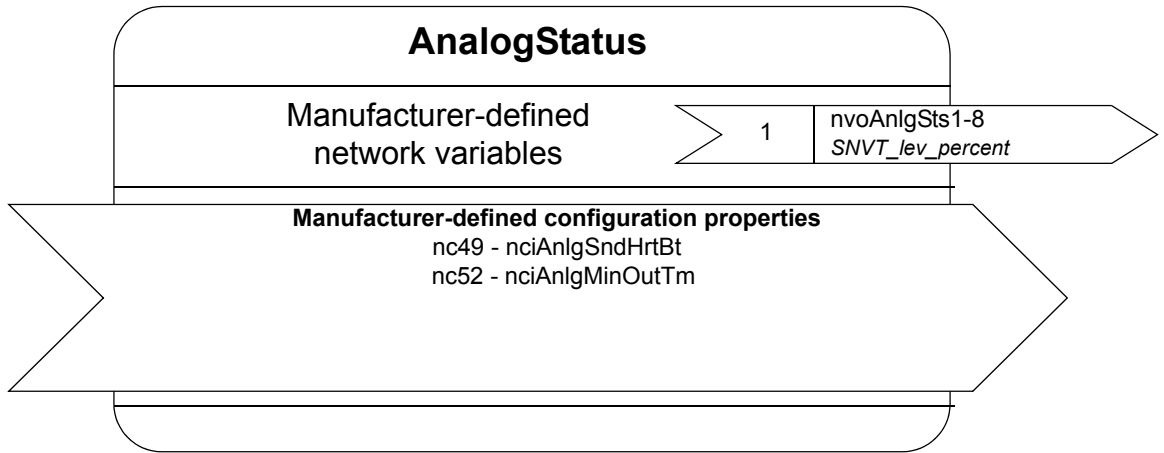 AnalogStatus
Manufacturer-defined
network variables
1
nvoAnlgSts1-8
SNVT_lev_percent
Manufacturer-defined configuration properties
nc49 - nciAnlgSndHrtBt
nc52 - nciAnlgMinOutTm